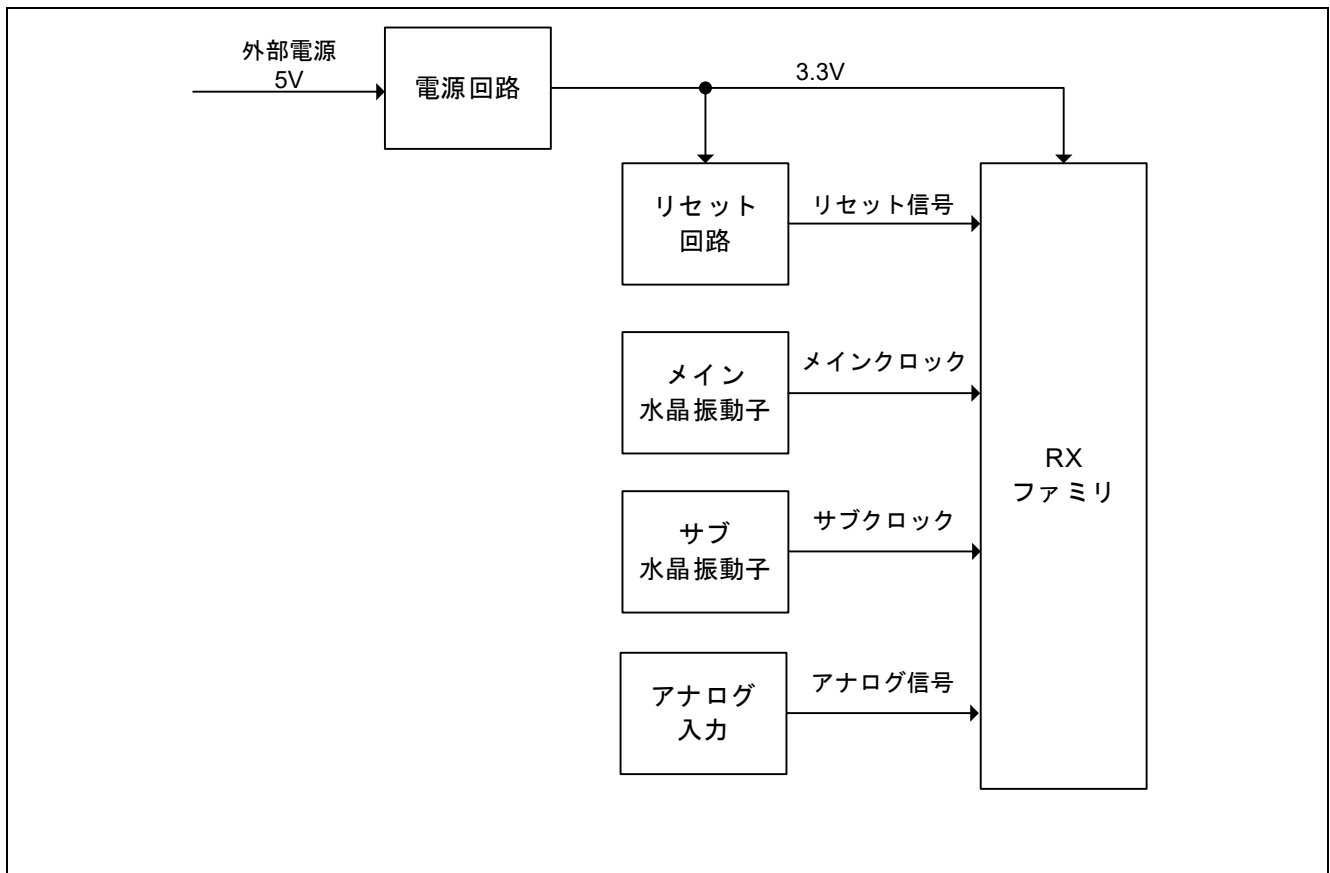 外部電源
5V
電源回路
3.3V
リセット
回路
リセット信号
メイン
水晶振動子
メインクロック
RX
ファミリ
サブ
水晶振動子
サブクロック
アナログ
入力
アナログ信号